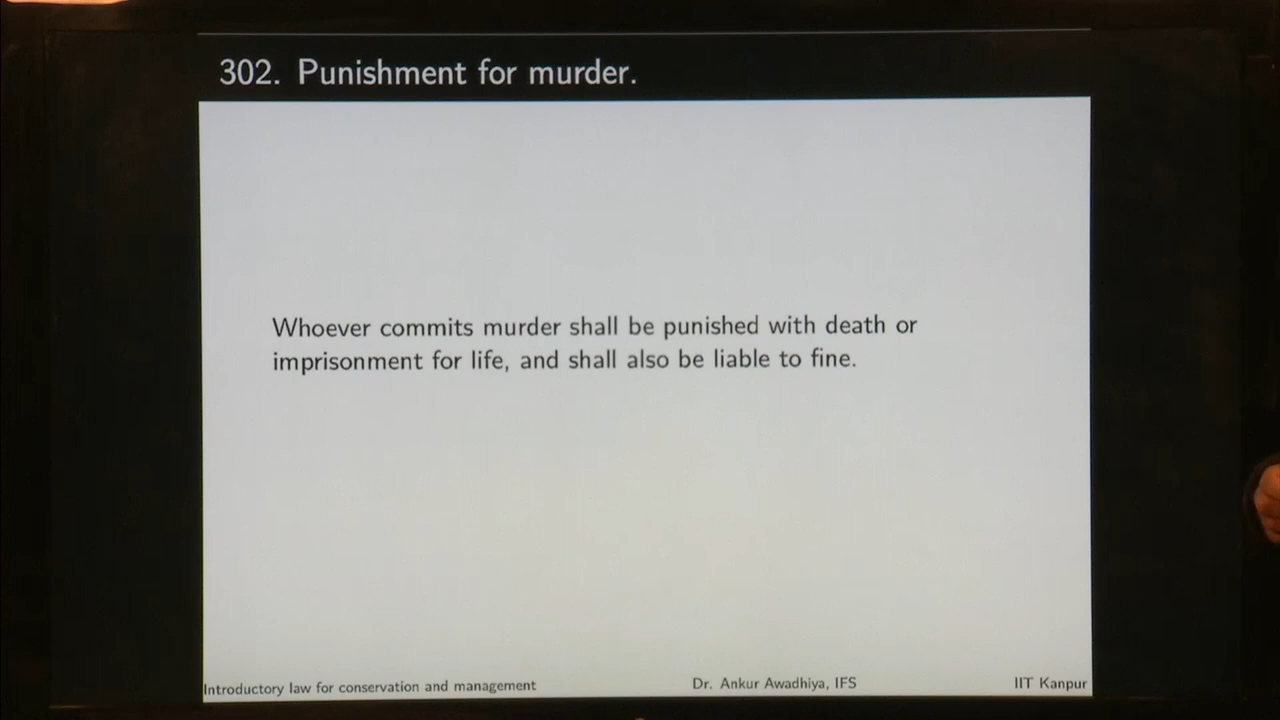 302. Punishment for murder.
Whoever commits murder shall be punished with death or
imprisonment for life, and shall also be liable to fine.
Introductory law for conservation and management Dr. Ankur Awadhiya, IFS IIT Kanpur